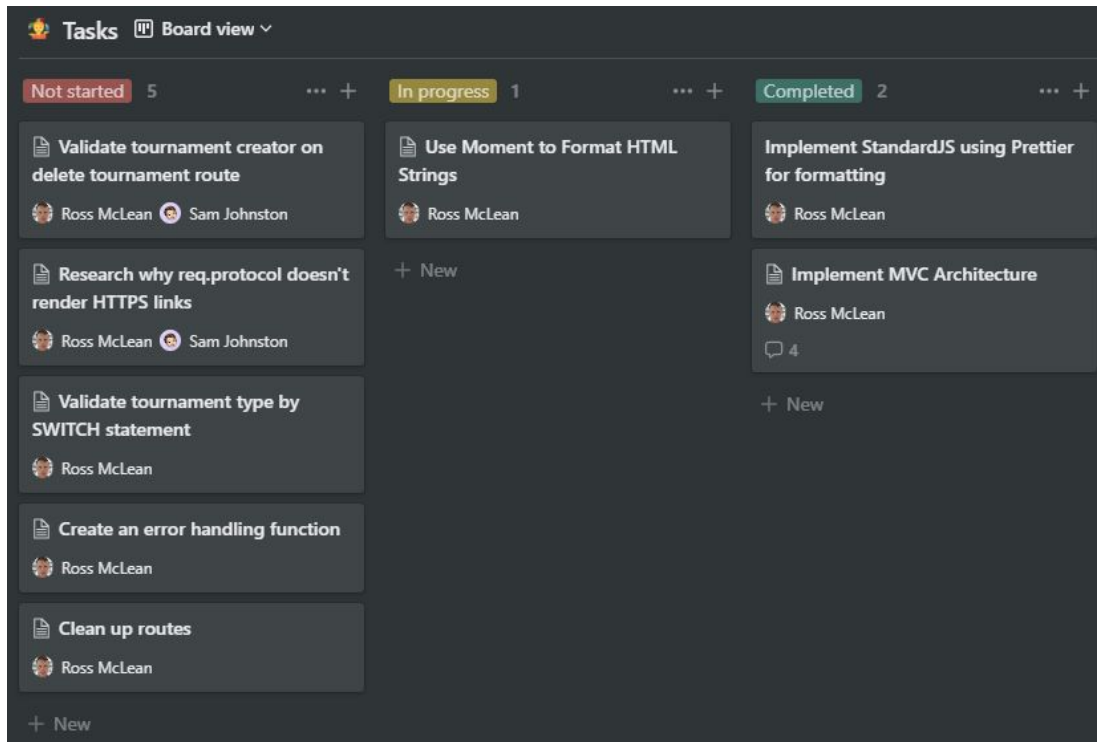 Tasks Board view
Not started 5
Validate tournament creator on
delete tournament route
Ross McLean Sam Johnston
Research why req.protocol doesn't
render HTTPS links
Ross McLean Sam Johnston
Validate tournament type by
SWITCH statement
Ross McLean
Create an error handling function
Ross McLean
Clean up routes
Ross McLean
+ New
In progress 1
Use Moment to Format HTML
Strings
Ross McLean
+ New
Completed 2
Implement StandardJS using Prettier
for formatting
Ross McLean
Implement MVC Architecture
Ross McLean
4
+ New